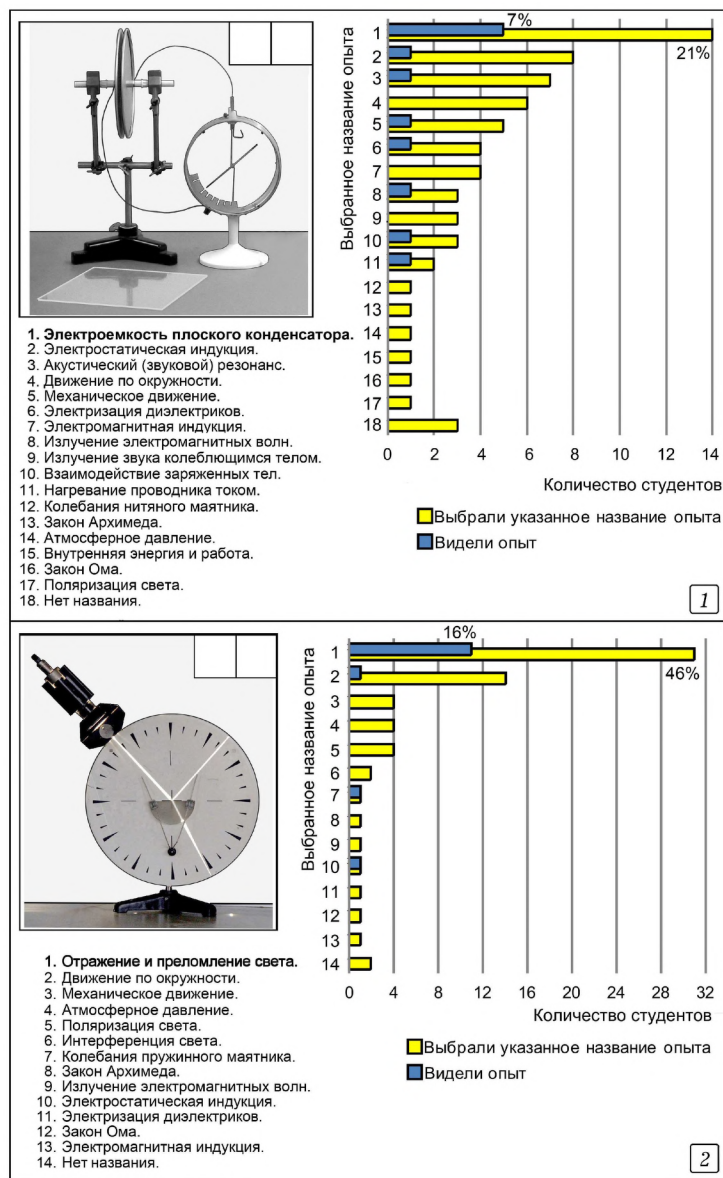 7%
21%
Выбранное название опыта
1
2
3
4
5
6
7
8
9
10
11
12
13
14
15
16
17
18
0 2 4 6 8 10 12 14
Количество студентов
Выбрали указанное название опыта
Видели опыт
1. Электроемкость плоского конденсатора.
2. Электростатическая индукция.
3. Акустический (звуковой) резонанс.
4. Движение по окружности.
5. Механическое движение.
6. Электризация диэлектриков.
7. Электромагнитная индукция.
8. Излучение электромагнитных волн.
9. Излучение звука колеблющимся телом.
10. Взаимодействие заряженных тел.
11. Нагревание проводника током.
12. Колебания нитяного маятника.
13. Закон Архимеда.
14. Атмосферное давление.
15. Внутренняя энергия и работа.
16. Закон Ома.
17. Поляризация света.
18. Нет названия.
1
16%
46%
Выбранное название опыта
1
2
3
4
5
6
7
8
9
10
11
12
13
14
0 4 8 12 16 20 24 28 32
Количество студентов
Выбрали указанное название опыта
Видели опыт
1. Отражение и преломление света.
2. Движение по окружности.
3. Механическое движение.
4. Атмосферное давление.
5. Поляризация света.
6. Интерференция света.
7. Колебания пружинного маятника.
8. Закон Архимеда.
9. Излучение электромагнитных волн.
10. Электростатическая индукция.
11. Электризация диэлектриков.
12. Закон Ома.
13. Электромагнитная индукция.
14. Нет названия.
2